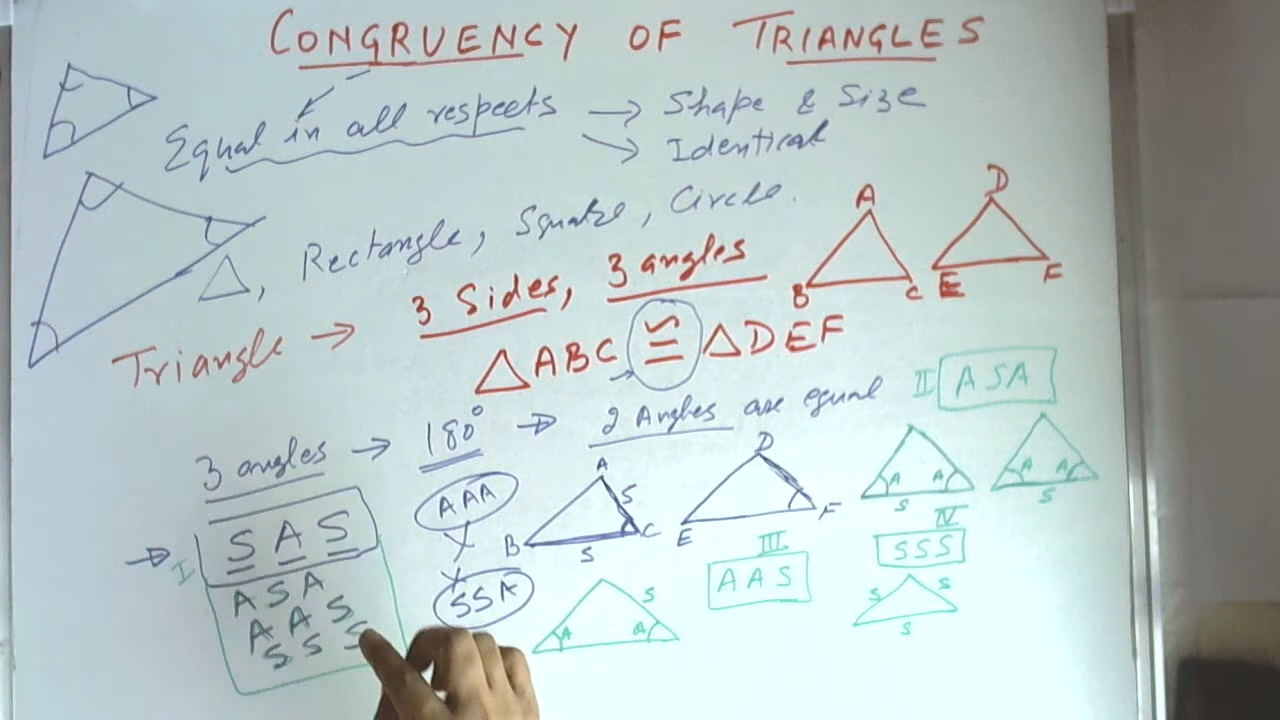 CONGRUENCY OF TRIANGLES
Equal in all respects → Shape & Size
→ Identical
△, Rectangle, Square, Circle.
A
B C
D
E F
Triangle → 3 Sides, 3 angles
△ABC ≅ △DEF
3 angles → 180° → 2 Angles are equal
II ASA
A A
S
A A
S
→ I SAS
ASA
AAS
SSS
AAA
SSA
A
S
B S C
D
E F
III
AAS
S
A A
IV
SSS
S S
S